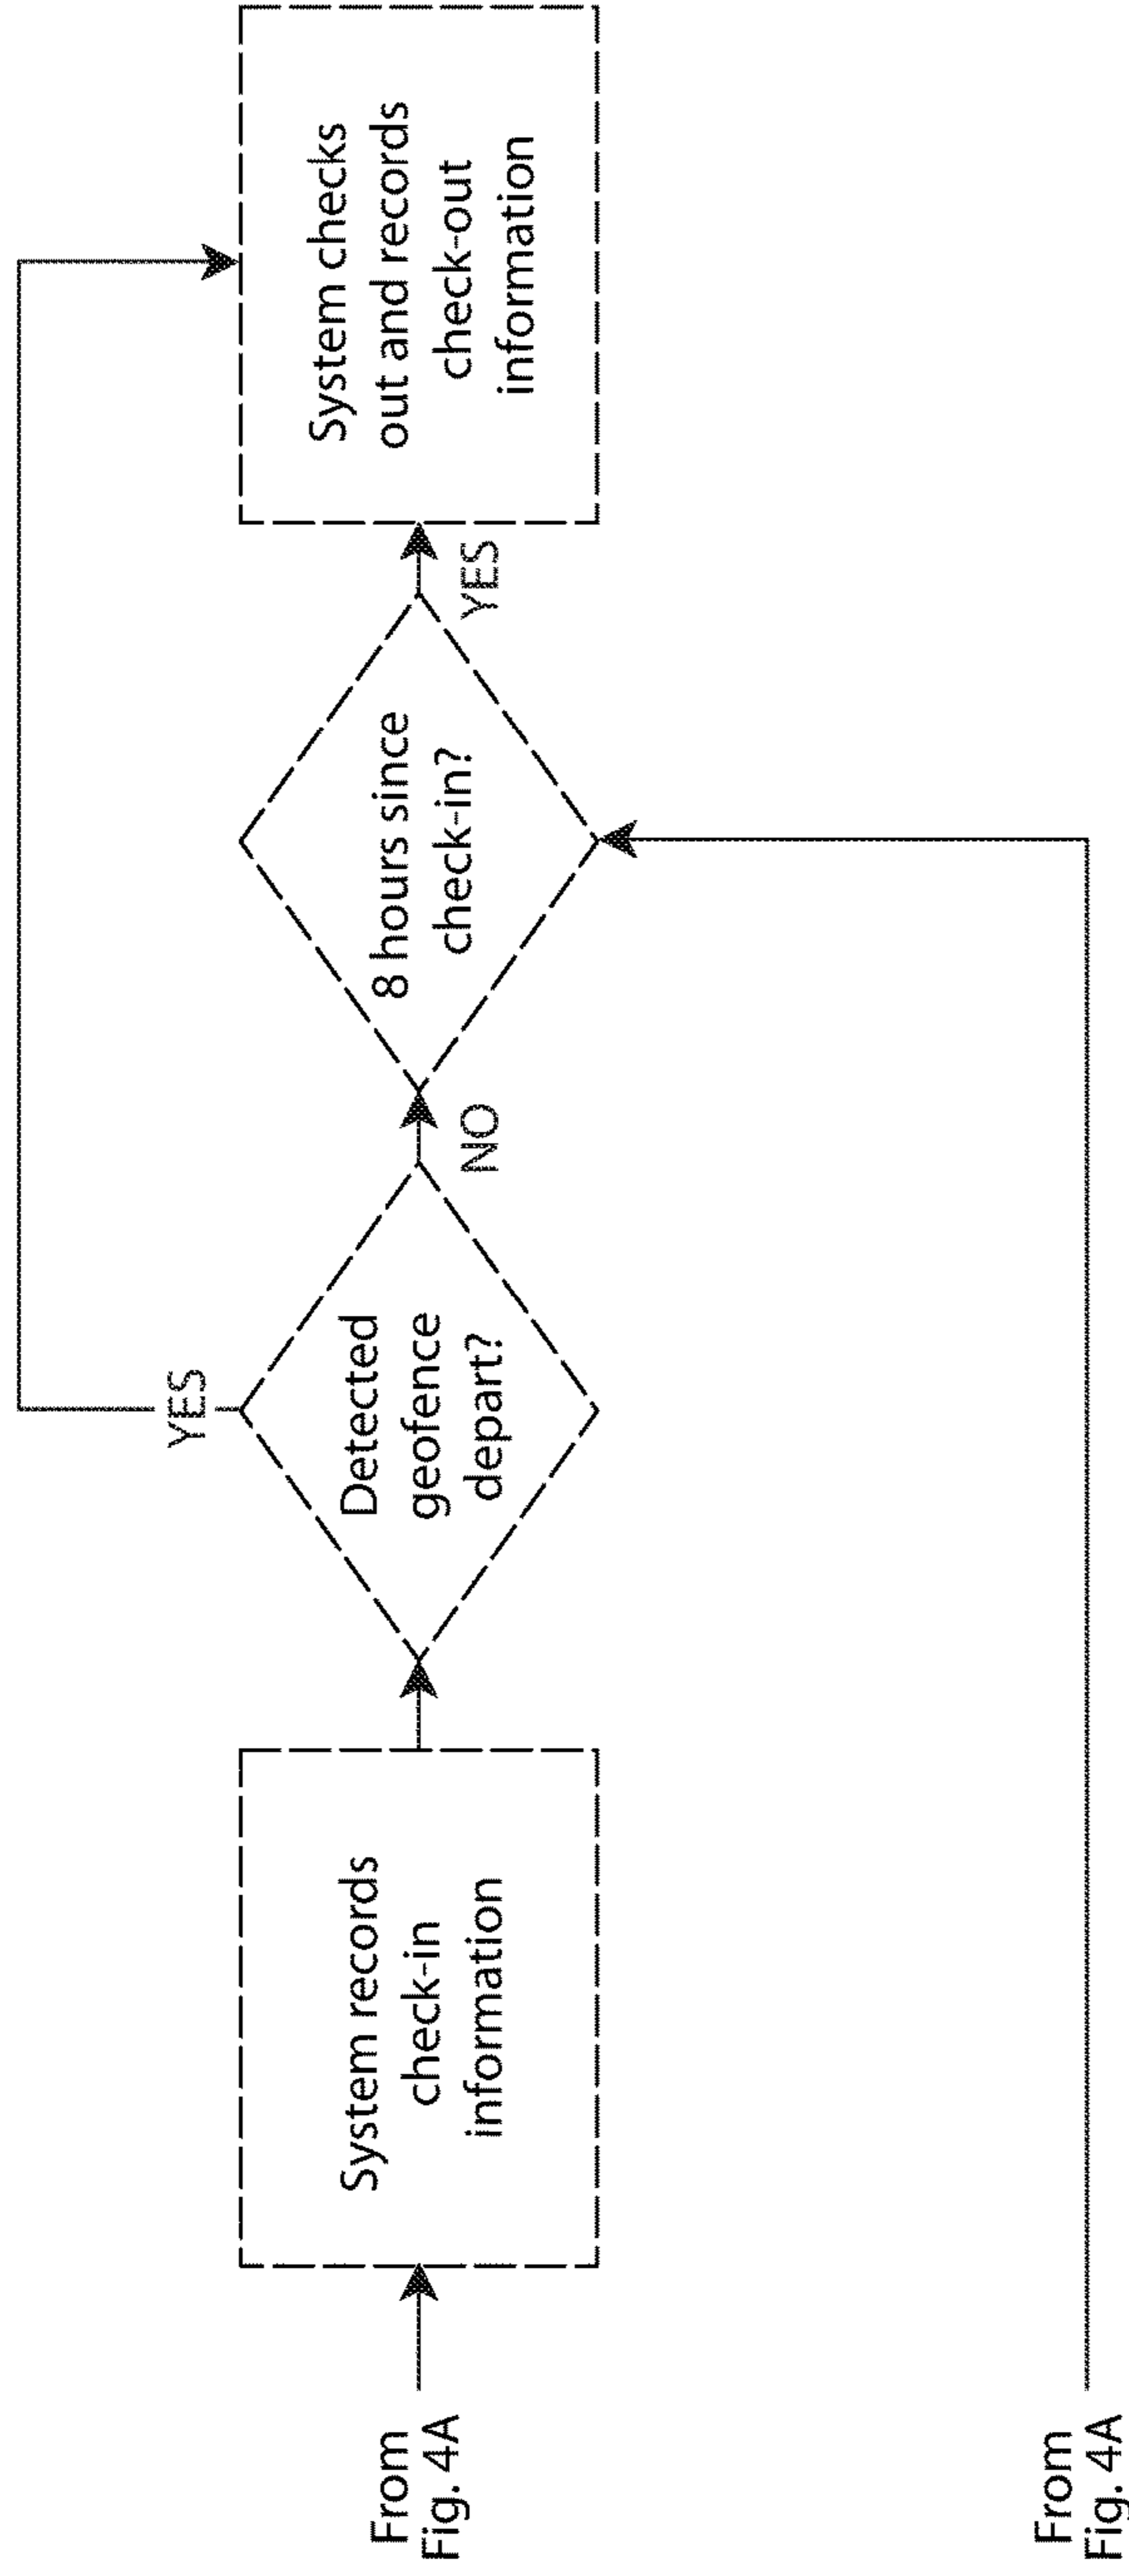 From
Fig. 4A
System records
check-in
information
YES
Detected
geofence
depart?
NO
8 hours since
check-in?
YES
System checks
out and records
check-out
information
From
Fig. 4A